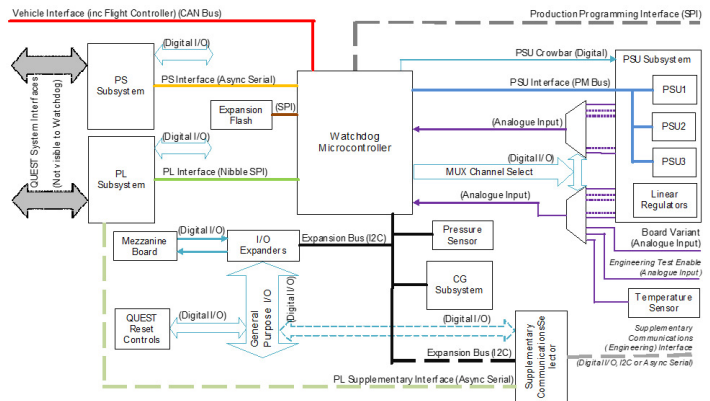 Vehicle Interface (inc Flight Controller) (CAN Bus)
Production Programming Interface (SPI)
(Digital I/O)
PSU Crowbar (Digital)
PSU Subsystem
PS
Subsystem
PS Interface (Async Serial)
PSU Interface (PM Bus)
PSU1
Expansion
Flash
(SPI)
Watchdog
Microcontroller
(Analogue Input)
PSU2
QUEST System Interfaces
(Not visible to Watchdog)
(Digital I/O)
(Digital I/O)
PSU3
PL
Subsystem
PL Interface (Nibble SPI)
MUX Channel Select
(Analogue Input)
Linear
Regulators
Mezzanine
Board
(Digital I/O)
I/O
Expanders
Expansion Bus (I2C)
Pressure
Sensor
Board Variant
(Analogue Input)
Engineering Test Enable
(Analogue Input)
CG
Subsystem
Temperature
Sensor
General
Purpose I/O
(Digital I/O)
QUEST
Reset
Controls
(Digital I/O)
(Digital I/O)
Supplementary
CommunicationsSe
lector
Supplementary
Communications
(Engineering) Interface
Expansion Bus (I2C)
(Digital I/O, I2C or Async Serial)
PL Supplementary Interface (Async Serial)